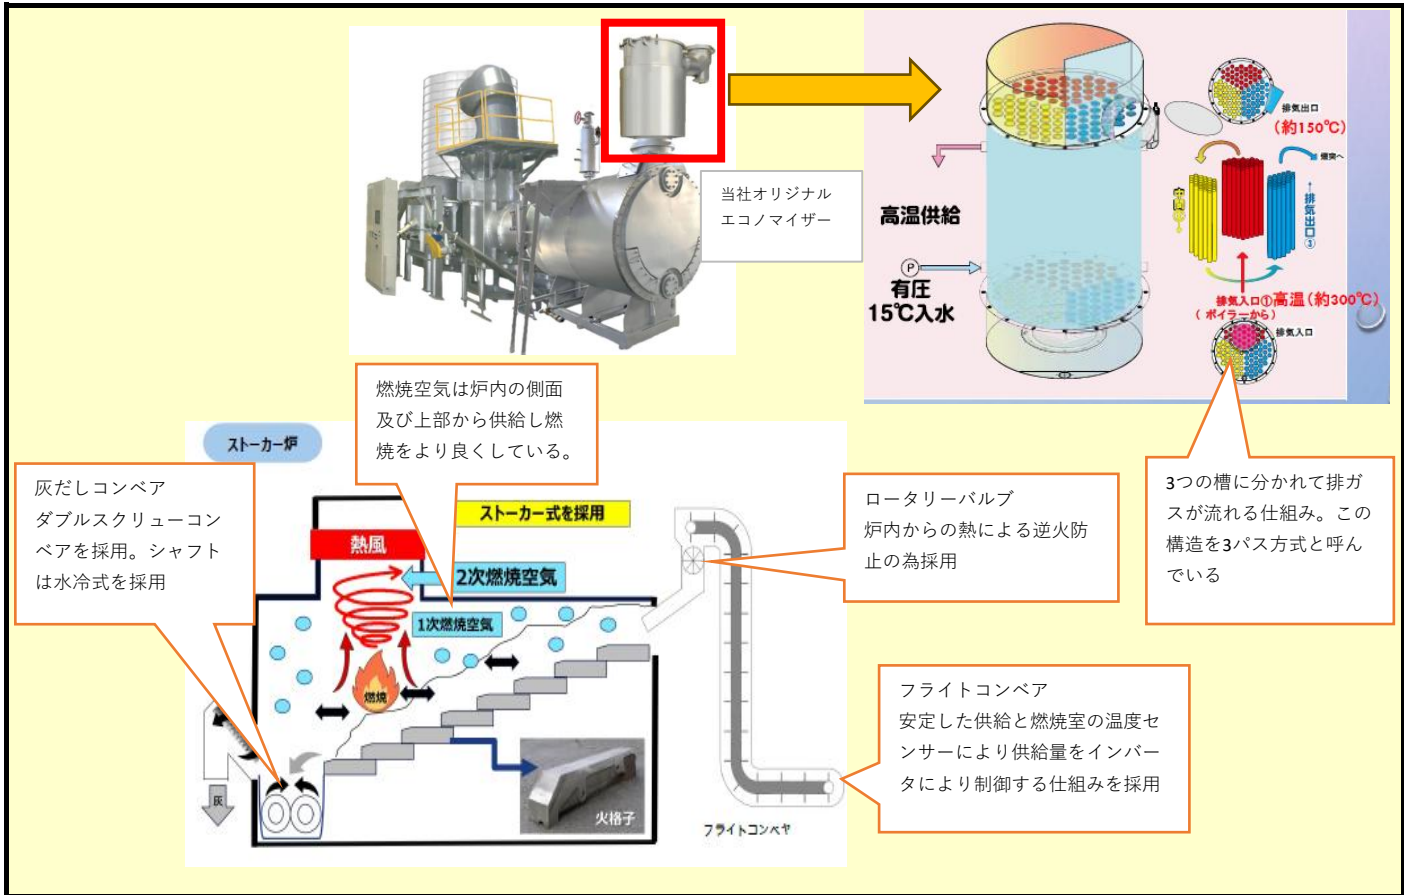 当社オリジナル
エコノマイザー
排気出口
(約150℃)
煙突へ
排気出口③
高温供給
P
有圧
15℃入水
排気入口①高温(約300℃)
(ボイラーから)
排気入口
3つの槽に分かれて排ガ
スが流れる仕組み。この
構造を3パス方式と呼ん
でいる
燃焼空気は炉内の側面
及び上部から供給し燃
焼をより良くしている。
ストーカー炉
灰だしコンベア
ダブルスクリューコン
ベアを採用。シャフト
は水冷式を採用
ストーカー式を採用
熱風
2次燃焼空気
1次燃焼空気
燃焼
灰
火格子
ロータリーバルブ
炉内からの熱による逆火防
止の為採用
フライトコンベア
安定した供給と燃焼室の温度セ
ンサーにより供給量をインバー
タにより制御する仕組みを採用
フライトコンベヤ